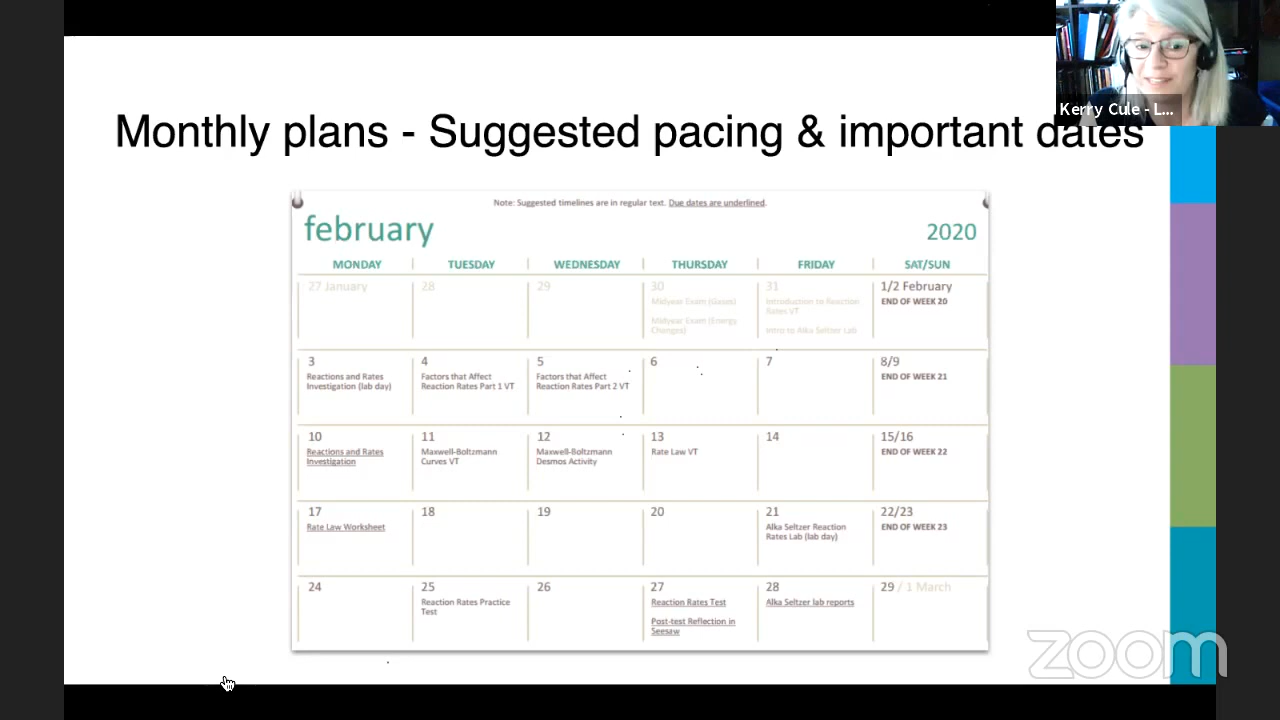 Kerry Cule - L...
Monthly plans - Suggested pacing & important dates
Note: Suggested timelines are in regular text. Due dates are underlined.
february
2020
MONDAY TUESDAY WEDNESDAY THURSDAY FRIDAY SAT/SUN
27 January 28 29 30 31 1/2 February
Midyear Exam (Gases)
Midyear Exam (Energy
Changes)
Introduction to Reaction
Rates VT
Intro to Alka Seltzer Lab
END OF WEEK 20
3 4 5 6 7 8/9
Reactions and Rates
Investigation (lab day)
Factors that Affect
Reaction Rates Part 1 VT
Factors that Affect
Reaction Rates Part 2 VT
END OF WEEK 21
10 11 12 13 14 15/16
Reactions and Rates
Investigation
Maxwell-Boltzmann
Curves VT
Maxwell-Boltzmann
Desmos Activity
Rate Law VT
END OF WEEK 22
17 18 19 20 21 22/23
Rate Law Worksheet
Alka Seltzer Reaction
Rates Lab (lab day)
END OF WEEK 23
24 25 26 27 28 29 / 1 March
Reaction Rates Practice
Test
Reaction Rates Test
Post-test Reflection in
Seesaw
Alka Seltzer lab reports
zoom